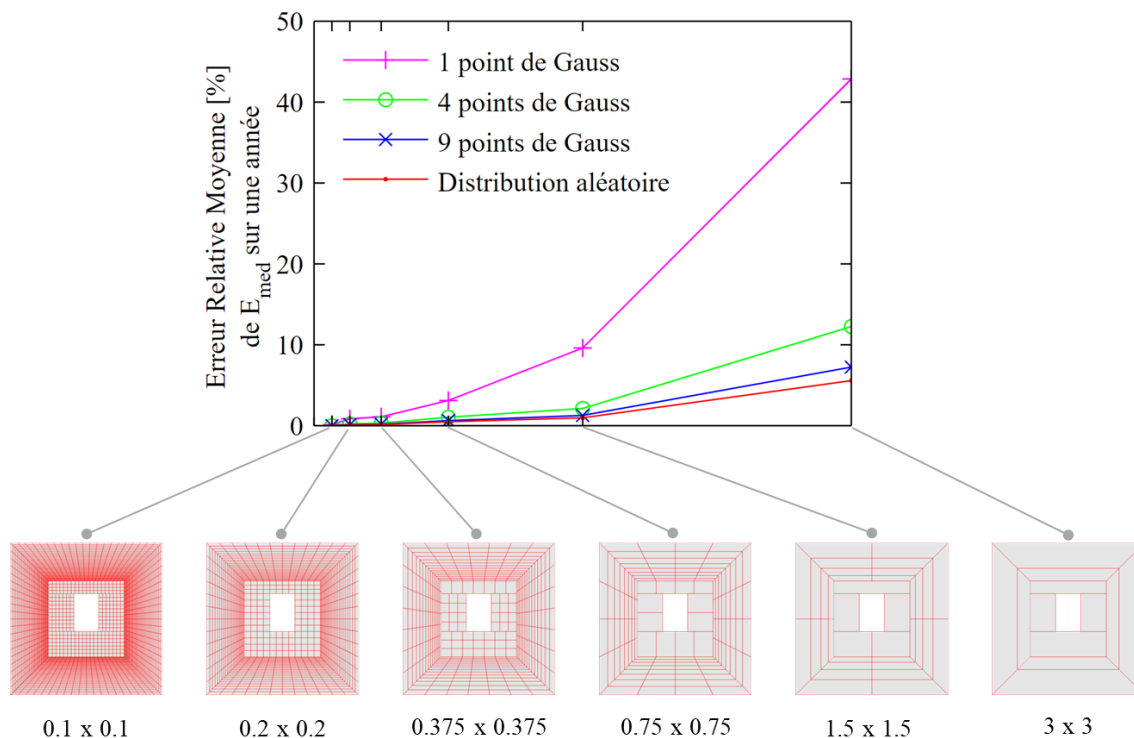 50
40
30
20
10
0
Erreur Relative Moyenne [%]
de E_med sur une année
1 point de Gauss
4 points de Gauss
9 points de Gauss
Distribution aléatoire
0.1 x 0.1
0.2 x 0.2
0.375 x 0.375
0.75 x 0.75
1.5 x 1.5
3 x 3